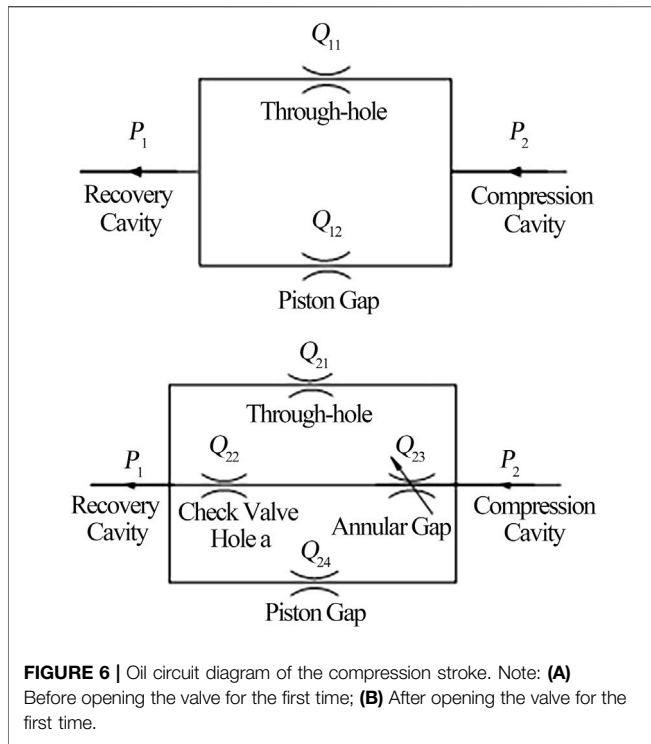 Q11
Through-hole
P1
P2
Recovery
Cavity
Compression
Cavity
Q12
Piston Gap
Q21
Through-hole
Q22
Q23
P1
P2
Recovery
Cavity
Check Valve
Hole a
Annular Gap
Compression
Cavity
Q24
Piston Gap
FIGURE 6 | Oil circuit diagram of the compression stroke. Note: (A)
Before opening the valve for the first time; (B) After opening the valve for the
first time.